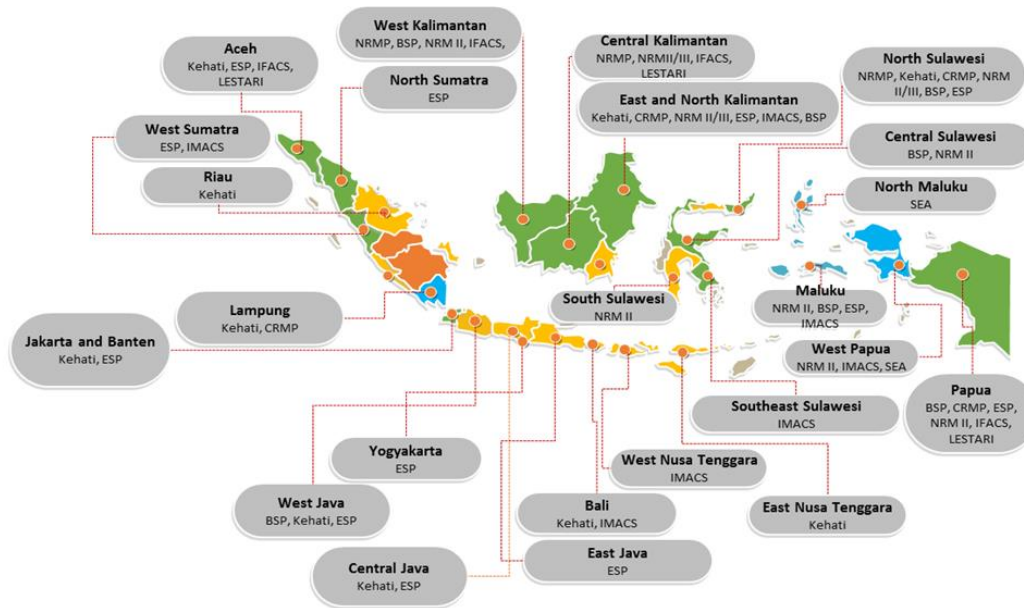 West Kalimantan
NRMP, BSP, NRM II, IFACS,
Aceh
Kehati, ESP, IFACS,
LESTARI
Central Kalimantan
NRMP, NRMII/III, IFACS,
LESTARI
North Sulawesi
NRMP, Kehati, CRMP, NRM
II/III, BSP, ESP
North Sumatra
ESP
East and North Kalimantan
Kehati, CRMP, NRM II/III, ESP, IMACS, BSP
West Sumatra
ESP, IMACS
Central Sulawesi
BSP, NRM II
Riau
Kehati
North Maluku
SEA
Lampung
Kehati, CRMP
South Sulawesi
NRM II
Maluku
NRM II, BSP, ESP,
IMACS
Jakarta and Banten
Kehati, ESP
West Papua
NRM II, IMACS, SEA
Papua
BSP, CRMP, ESP,
NRM II, IFACS,
LESTARI
Southeast Sulawesi
IMACS
Yogyakarta
ESP
West Nusa Tenggara
IMACS
West Java
BSP, Kehati, ESP
Bali
Kehati, IMACS
East Nusa Tenggara
Kehati
East Java
ESP
Central Java
Kehati, ESP